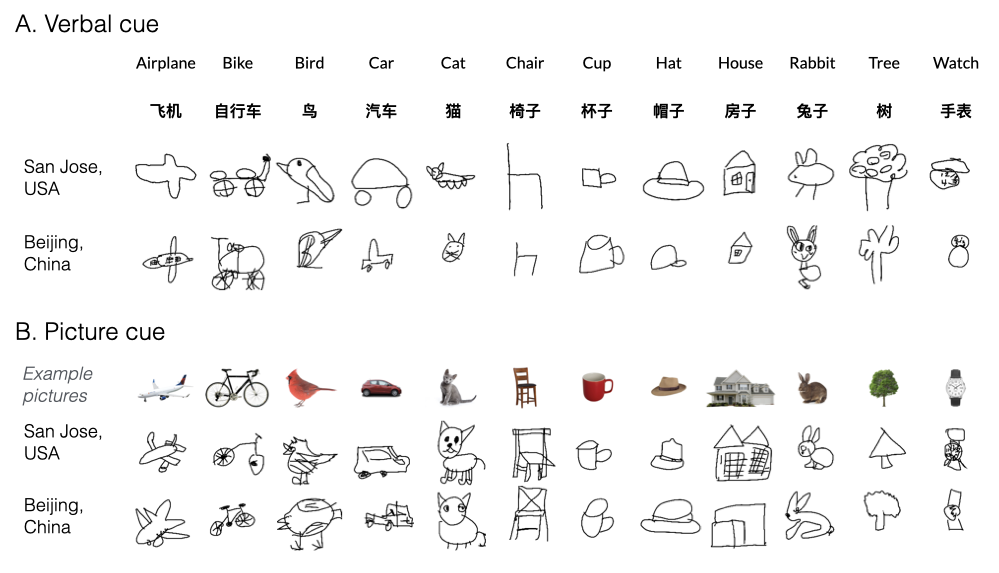 A. Verbal cue
Airplane Bike Bird Car Cat Chair Cup Hat House Rabbit Tree Watch
飞机 自行车 鸟 汽车 猫 椅子 杯子 帽子 房子 兔子 树 手表
San Jose,
USA
Beijing,
China
B. Picture cue
Example
pictures
San Jose,
USA
Beijing,
China